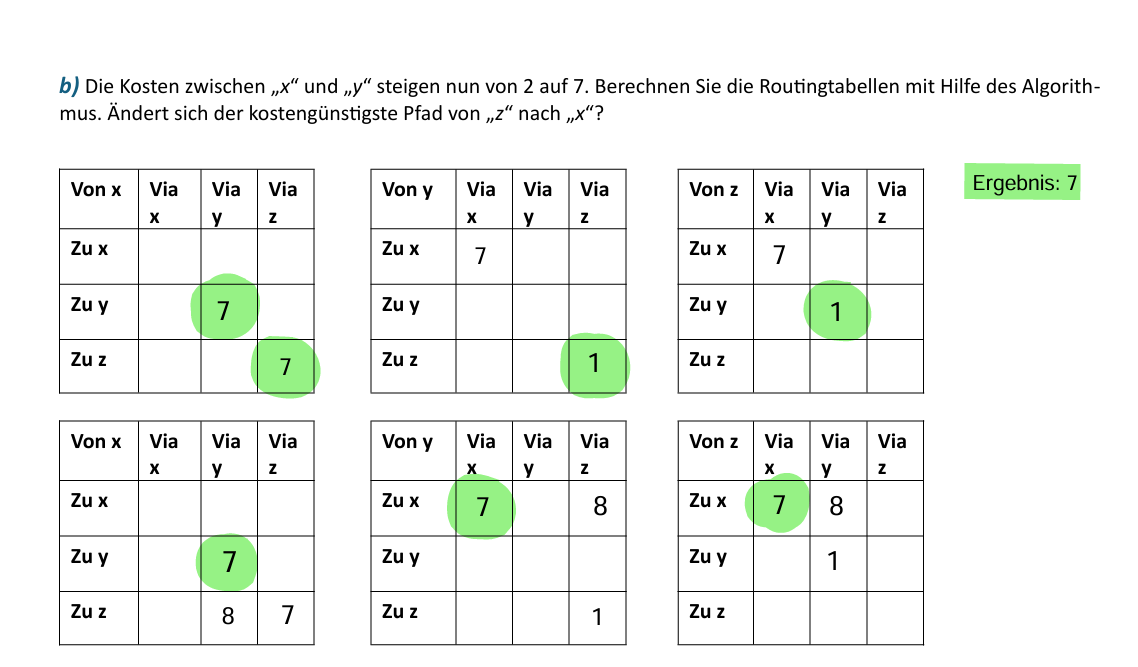 b) Die Kosten zwischen „x“ und „y“ steigen nun von 2 auf 7. Berechnen Sie die Routingtabellen mit Hilfe des Algorith-
mus. Ändert sich der kostengünstigste Pfad von „z“ nach „x“?
Ergebnis: 7
Von x Via x Via y Via z
Zu x
Zu y 7
Zu z 7
Von y Via x Via y Via z
Zu x 7
Zu y
Zu z 1
Von z Via x Via y Via z
Zu x 7
Zu y 1
Zu z
Von x Via x Via y Via z
Zu x
Zu y 7
Zu z 8 7
Von y Via x Via y Via z
Zu x 7 8
Zu y
Zu z 1
Von z Via x Via y Via z
Zu x 7 8
Zu y 1
Zu z